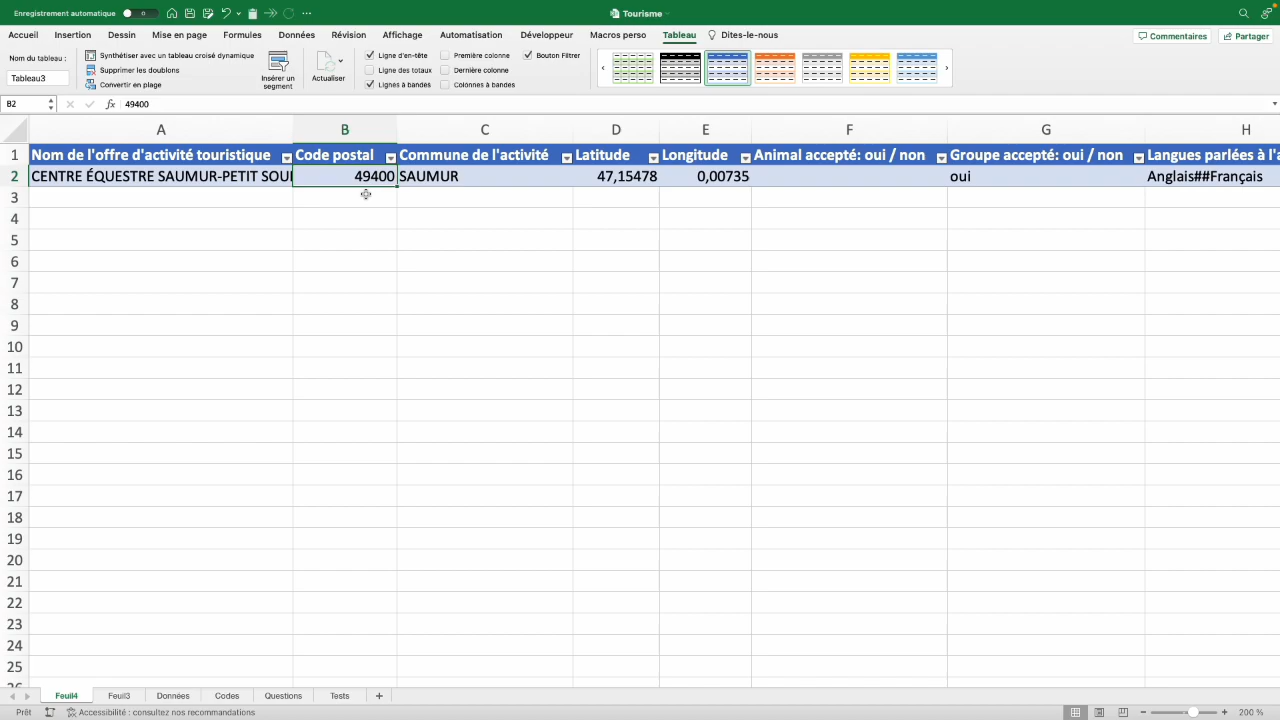 Enregistrement automatique
Tourisme
Accueil Insertion Dessin Mise en page Formules Données Révision Affichage Automatisation Développeur Macros perso Tableau Dites-le-nous Commentaires Partager
Nom du tableau :
Tableau3
Synthétiser avec un tableau croisé dynamique
Supprimer les doublons
Convertir en plage
Insérer un
segment
Actualiser
Ligne d'en-tête
Ligne des totaux
Lignes à bandes
Première colonne
Dernière colonne
Colonnes à bandes
Bouton Filtrer
B2 fx 49400
A B C D E F G H
1 Nom de l'offre d'activité touristique Code postal Commune de l'activité Latitude Longitude Animal accepté: oui / non Groupe accepté: oui / non Langues parlées à l'a
2 CENTRE ÉQUESTRE SAUMUR-PETIT SOU 49400 SAUMUR 47,15478 0,00735 oui Anglais##Français
3
4
5
6
7
8
9
10
11
12
13
14
15
16
17
18
19
20
21
22
23
24
25
26
Feuil4 Feuil3 Données Codes Questions Tests +
Prêt Accessibilité : consultez nos recommandations 200 %